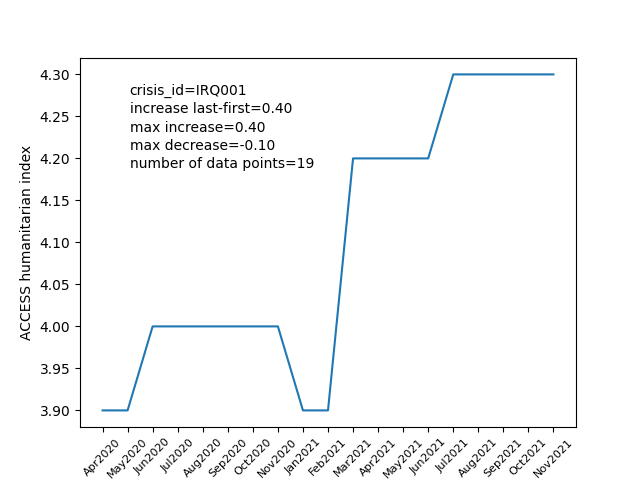 4.30
4.25
4.20
4.15
4.10
4.05
4.00
3.95
3.90
ACCESS humanitarian index
crisis_id=IRQ001
increase last-first=0.40
max increase=0.40
max decrease=-0.10
number of data points=19
Apr2020
May2020
Jun2020
Jul2020
Aug2020
Sep2020
Oct2020
Nov2020
Jan2021
Feb2021
Mar2021
Apr2021
May2021
Jun2021
Jul2021
Aug2021
Sep2021
Oct2021
Nov2021